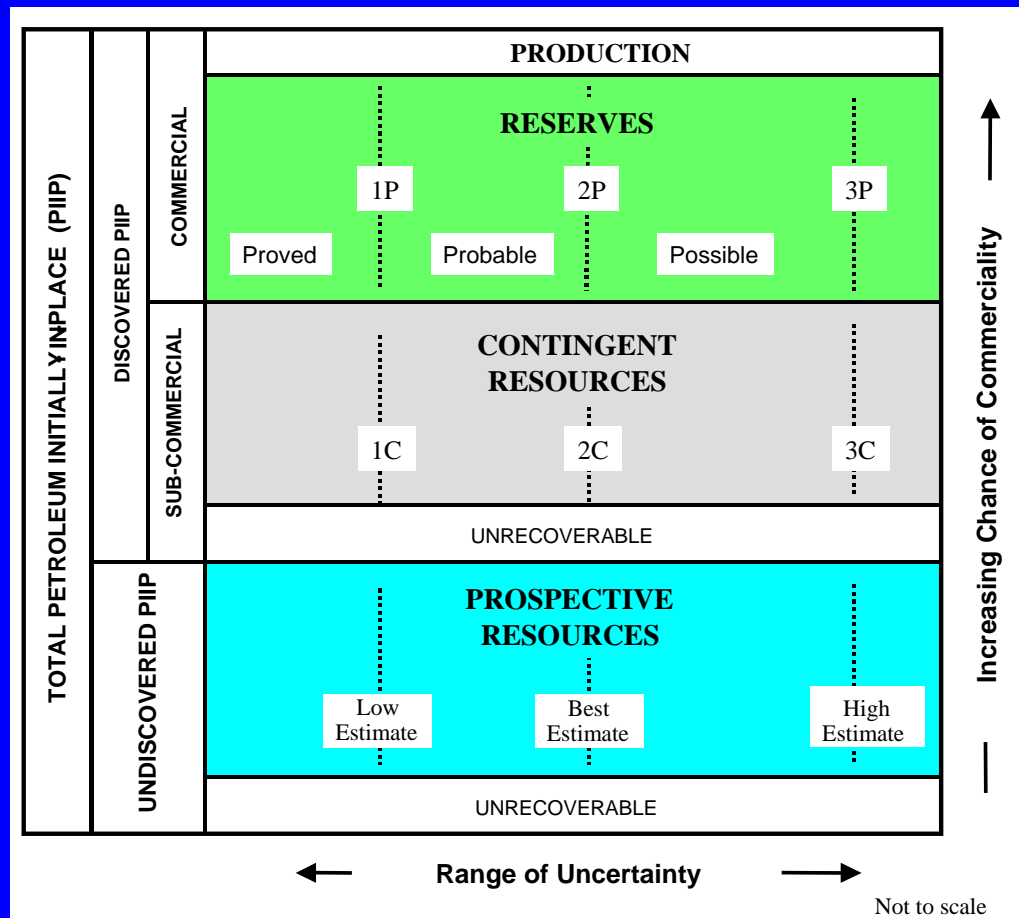 TOTAL PETROLEUM INITIALLY-IN-PLACE (PIIP)
DISCOVERED PIIP
UNDISCOVERED PIIP
COMMERCIAL
SUB-COMMERCIAL
PRODUCTION
RESERVES
1P 2P 3P
Proved Probable Possible
CONTINGENT
RESOURCES
1C 2C 3C
UNRECOVERABLE
PROSPECTIVE
RESOURCES
Low Best High
Estimate Estimate Estimate
UNRECOVERABLE
Increasing Chance of Commerciality
Range of Uncertainty
Not to scale